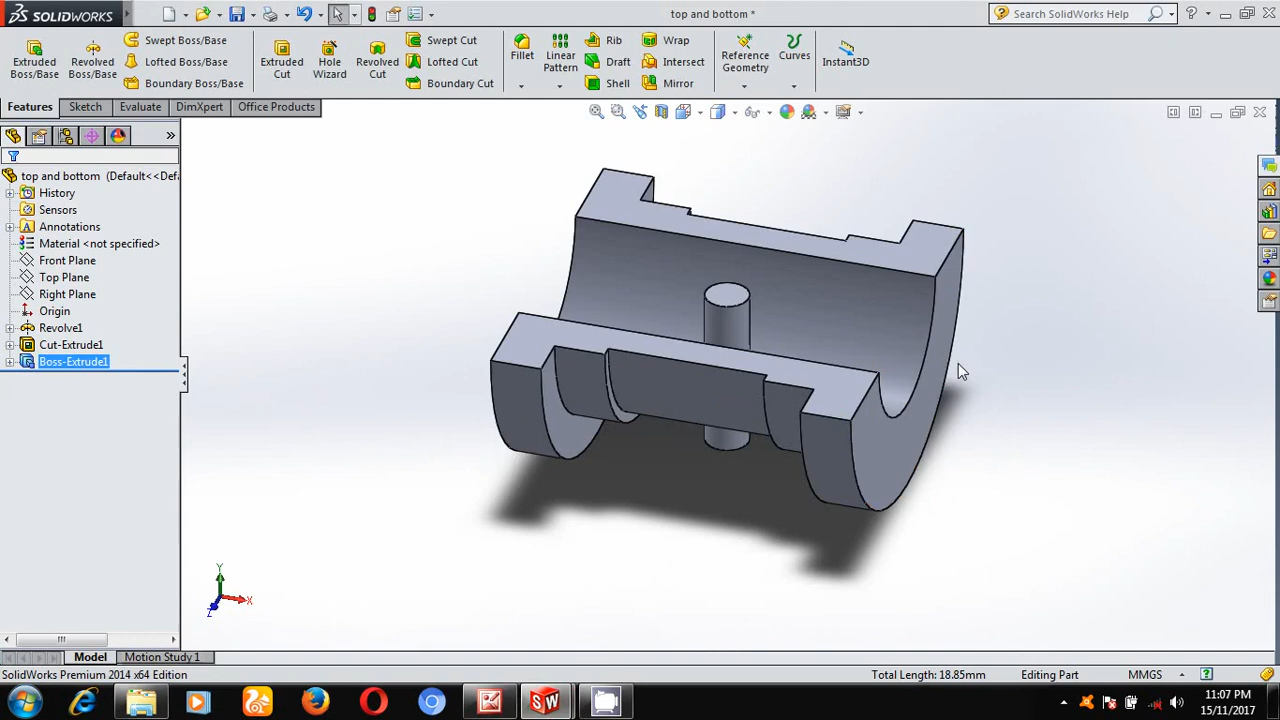 SOLIDWORKS
top and bottom *
Search SolidWorks Help
Extruded Boss/Base
Revolved Boss/Base
Swept Boss/Base
Lofted Boss/Base
Boundary Boss/Base
Extruded Cut
Hole Wizard
Revolved Cut
Swept Cut
Lofted Cut
Boundary Cut
Fillet
Linear Pattern
Rib
Draft
Shell
Wrap
Intersect
Mirror
Reference Geometry
Curves
Instant3D
Features
Sketch
Evaluate
DimXpert
Office Products
top and bottom (Default<<Def
History
Sensors
Annotations
Material <not specified>
Front Plane
Top Plane
Right Plane
Origin
Revolve1
Cut-Extrude1
Boss-Extrude1
Y
X
Z
Model
Motion Study 1
SolidWorks Premium 2014 x64 Edition
Total Length: 18.85mm
Editing Part
MMGS
11:07 PM
15/11/2017